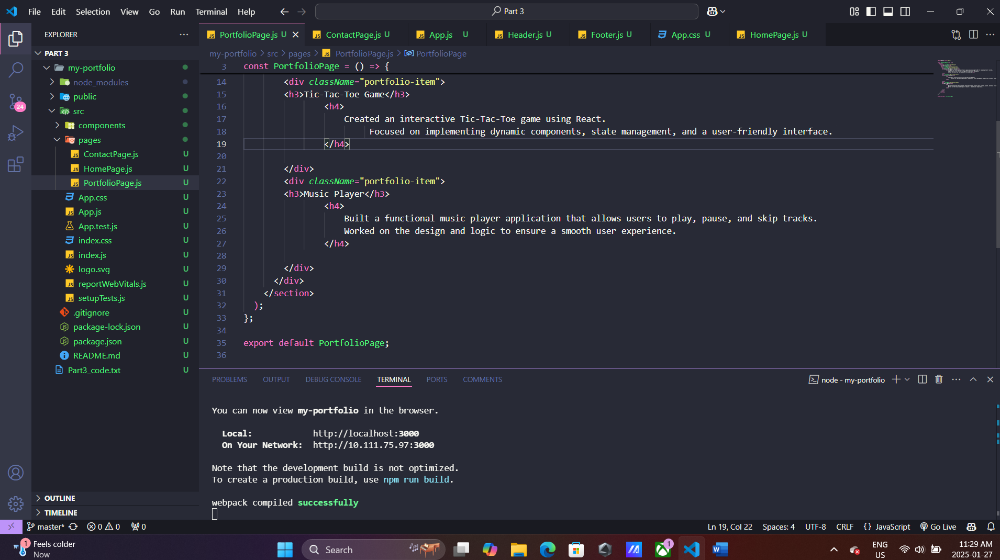 File Edit Selection View Go Run Terminal Help
Part 3
EXPLORER
PortfolioPage.js U
ContactPage.js U
App.js U
Header.js U
Footer.js U
App.css U
HomePage.js U
PART 3
my-portfolio
node_modules
public
src
components
pages
ContactPage.js U
HomePage.js U
PortfolioPage.js U
App.css U
App.js U
App.test.js U
index.css U
index.js U
logo.svg U
reportWebVitals.js U
setupTests.js U
.gitignore U
package-lock.json U
package.json U
README.md U
Part3_code.txt U
OUTLINE
TIMELINE
24
my-portfolio > src > pages > PortfolioPage.js > PortfolioPage
3 const PortfolioPage = () => {
14 <div className="portfolio-item">
15 <h3>Tic-Tac-Toe Game</h3>
16 <h4>
17 Created an interactive Tic-Tac-Toe game using React.
18 Focused on implementing dynamic components, state management, and a user-friendly interface.
19 </h4>
20
21 </div>
22 <div className="portfolio-item">
23 <h3>Music Player</h3>
24 <h4>
25 Built a functional music player application that allows users to play, pause, and skip tracks.
26 Worked on the design and logic to ensure a smooth user experience.
27 </h4>
28
29 </div>
30 </div>
31 </section>
32 );
33 };
34
35 export default PortfolioPage;
36
PROBLEMS OUTPUT DEBUG CONSOLE TERMINAL PORTS COMMENTS
node - my-portfolio
You can now view my-portfolio in the browser.
Local: http://localhost:3000
On Your Network: http://10.111.75.97:3000
Note that the development build is not optimized.
To create a production build, use npm run build.
webpack compiled successfully
master* 0 0 0
Ln 19, Col 22 Spaces: 4 UTF-8 CRLF {} JavaScript Go Live
1
Feels colder
Now
Search
1
ENG
US
11:29 AM
2025-01-27